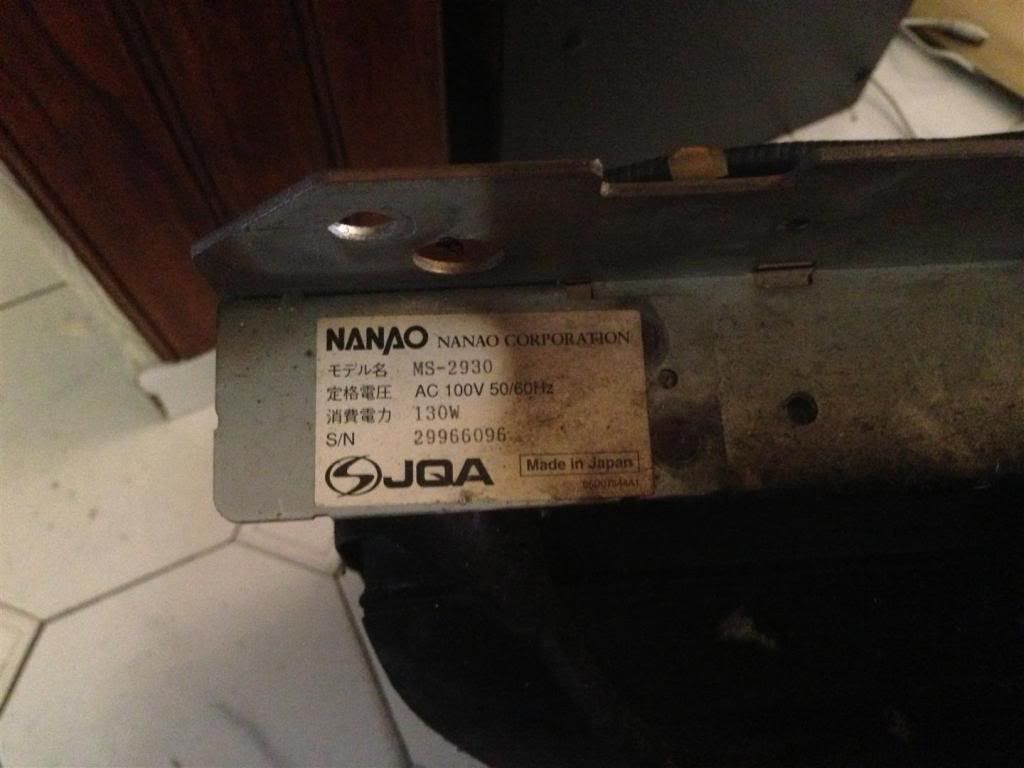 NANAO NANAO CORPORATION
モデル名 MS-2930
定格電圧 AC 100V 50/60Hz
消費電力 130W
S/N 29966096
JQA Made in Japan